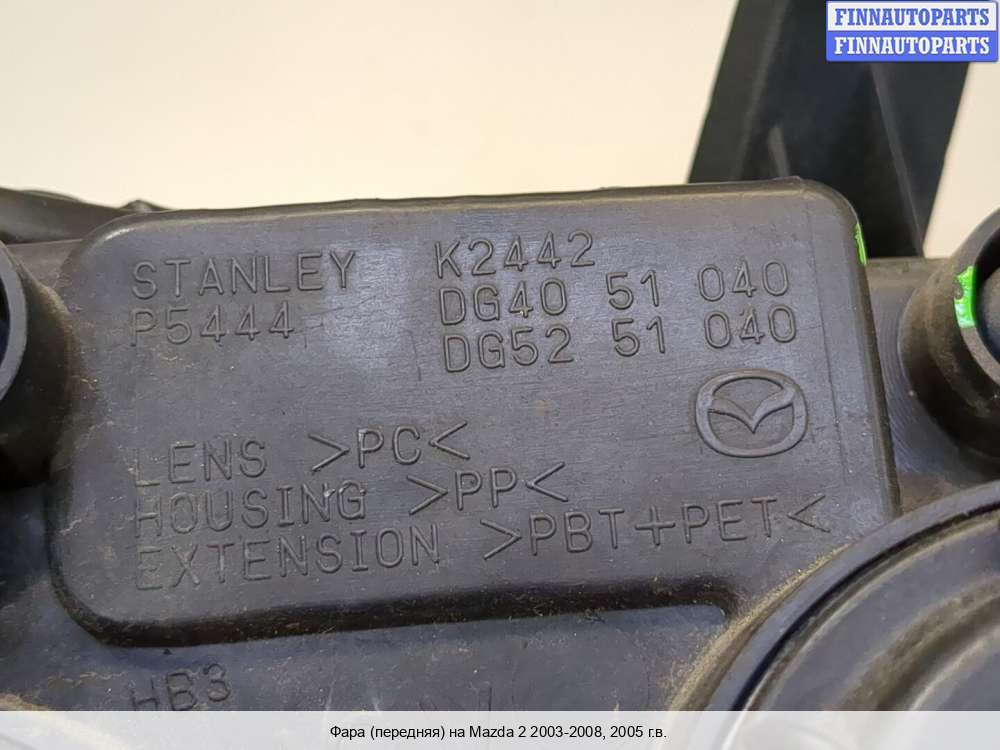 FINNAUTOPARTS
FINNAUTOPARTS
STANLEY K2442
P5444 DG40 51 040
DG52 51 040
LENS >PC<
HOUSING >PP<
EXTENSION >PBT+PET<
HB3
Фара (передняя) на Mazda 2 2003-2008, 2005 г.в.